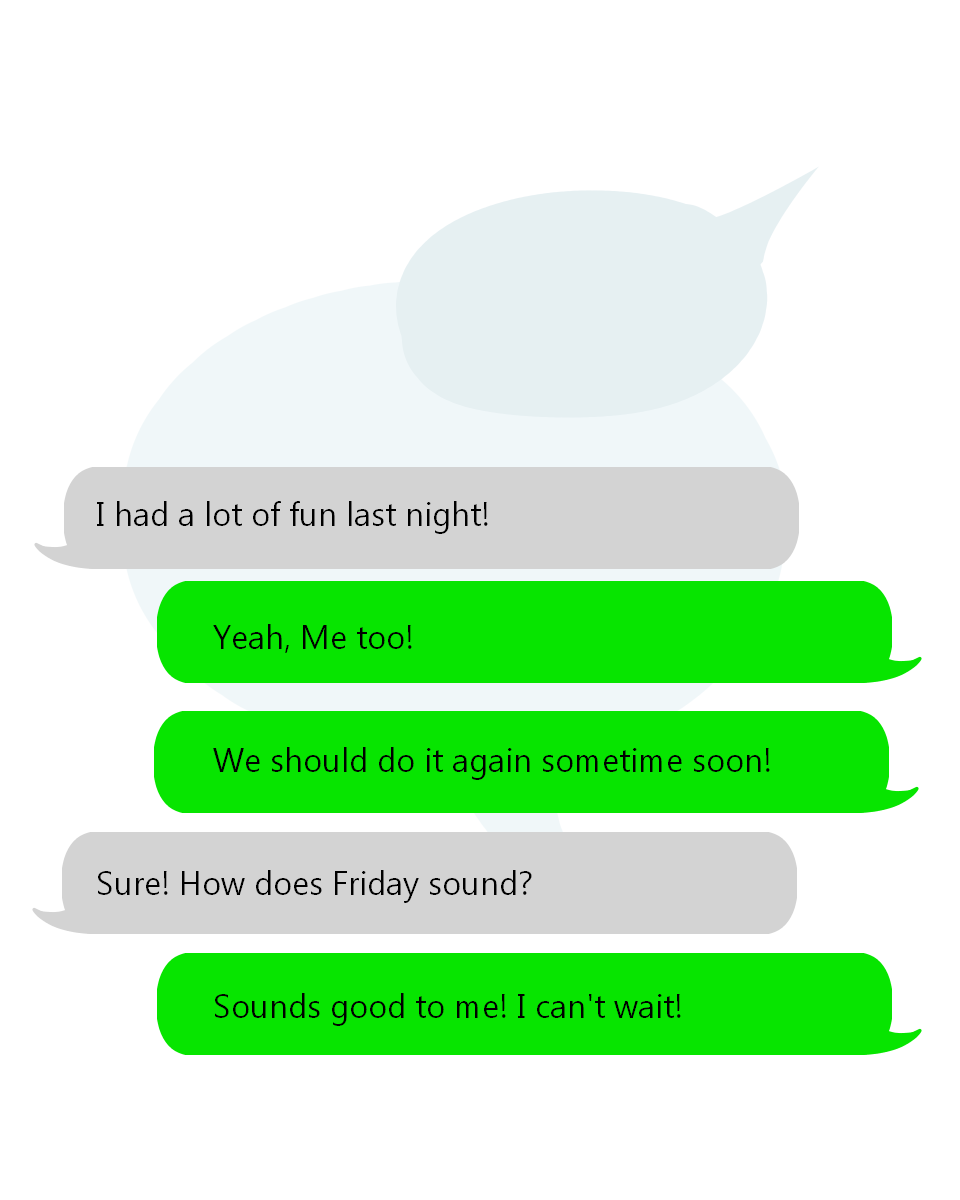 I had a lot of fun last night!
Yeah, Me too!
We should do it again sometime soon!
Sure! How does Friday sound?
Sounds good to me! I can't wait!